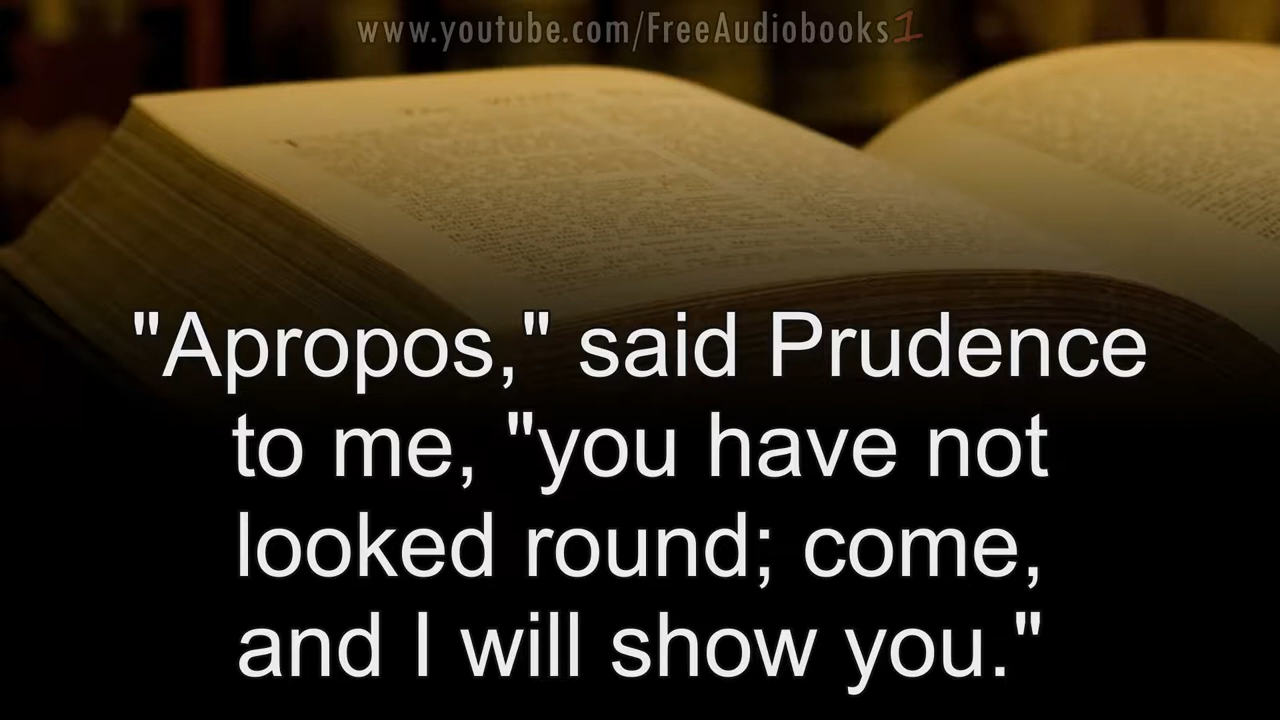 www.youtube.com/FreeAudiobooks1
"Apropos," said Prudence
to me, "you have not
looked round; come,
and I will show you."